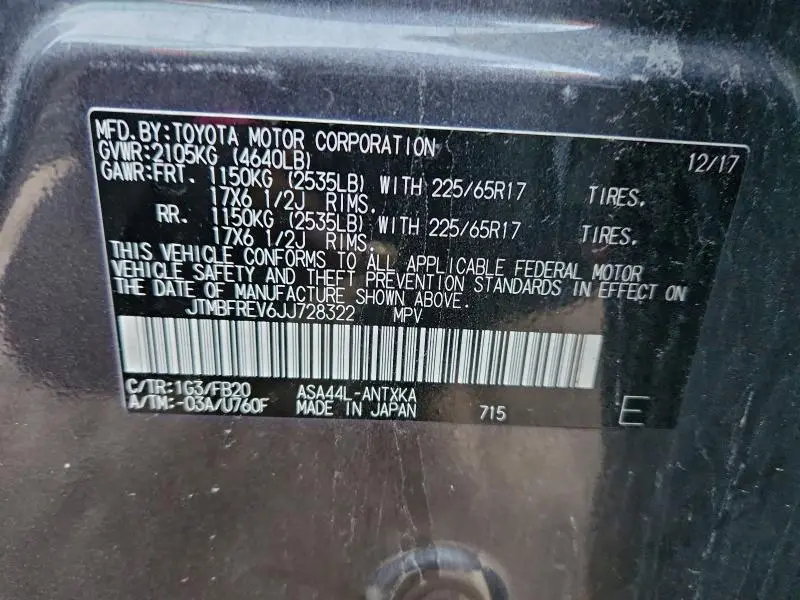 MFD.BY:TOYOTA MOTOR CORPORATION 12/17
GVWR:2105KG (4640LB)
GAWR:FRT. 1150KG (2535LB) WITH 225/65R17 TIRES.
17X6 1/2J RIMS.
RR. 1150KG (2535LB) WITH 225/65R17 TIRES.
17X6 1/2J RIMS.
THIS VEHICLE CONFORMS TO ALL APPLICABLE FEDERAL MOTOR
VEHICLE SAFETY AND THEFT PREVENTION STANDARDS IN EFFECT ON
THE DATE OF MANUFACTURE SHOWN ABOVE.
JTMBFREV6JJ728322 MPV
C/TR:1G3/FB20 ASA44L-ANTXKA
A/TM:-03A/U760F MADE IN JAPAN 715 E